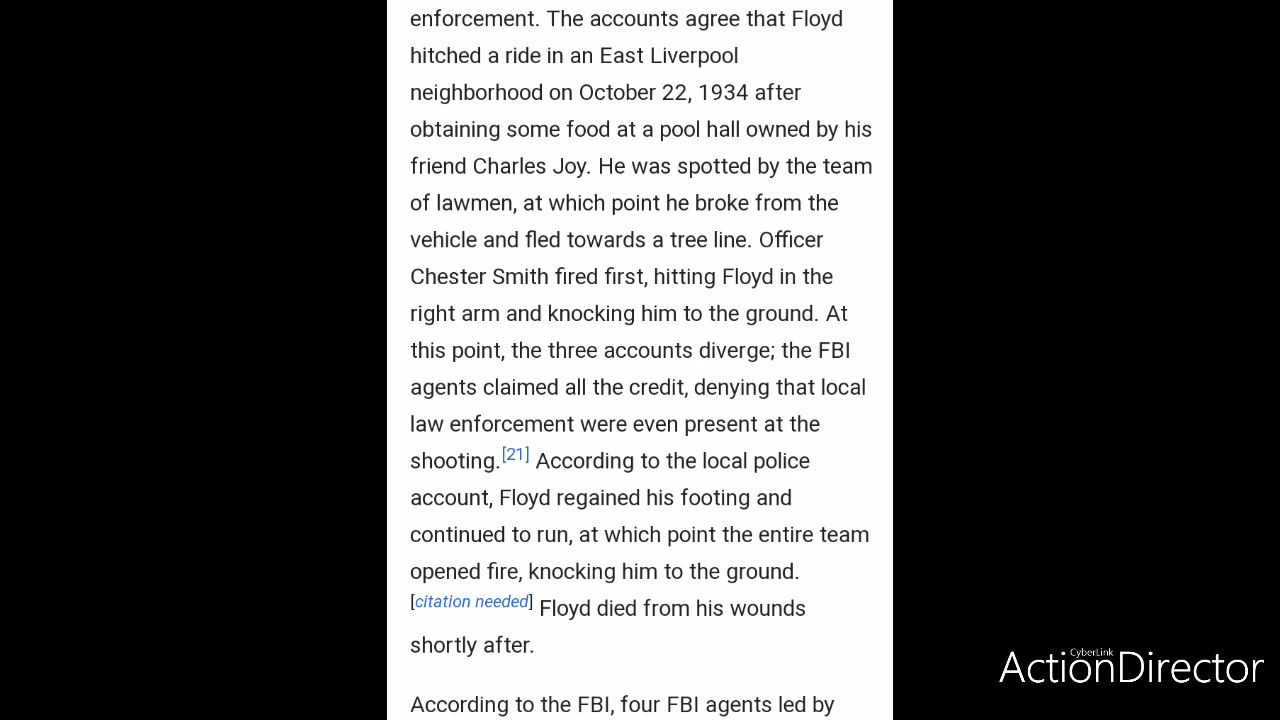 enforcement. The accounts agree that Floyd
hitched a ride in an East Liverpool
neighborhood on October 22, 1934 after
obtaining some food at a pool hall owned by his
friend Charles Joy. He was spotted by the team
of lawmen, at which point he broke from the
vehicle and fled towards a tree line. Officer
Chester Smith fired first, hitting Floyd in the
right arm and knocking him to the ground. At
this point, the three accounts diverge; the FBI
agents claimed all the credit, denying that local
law enforcement were even present at the
shooting.[21] According to the local police
account, Floyd regained his footing and
continued to run, at which point the entire team
opened fire, knocking him to the ground.
[citation needed] Floyd died from his wounds
shortly after.
According to the FBI, four FBI agents led by
CyberLink
ActionDirector